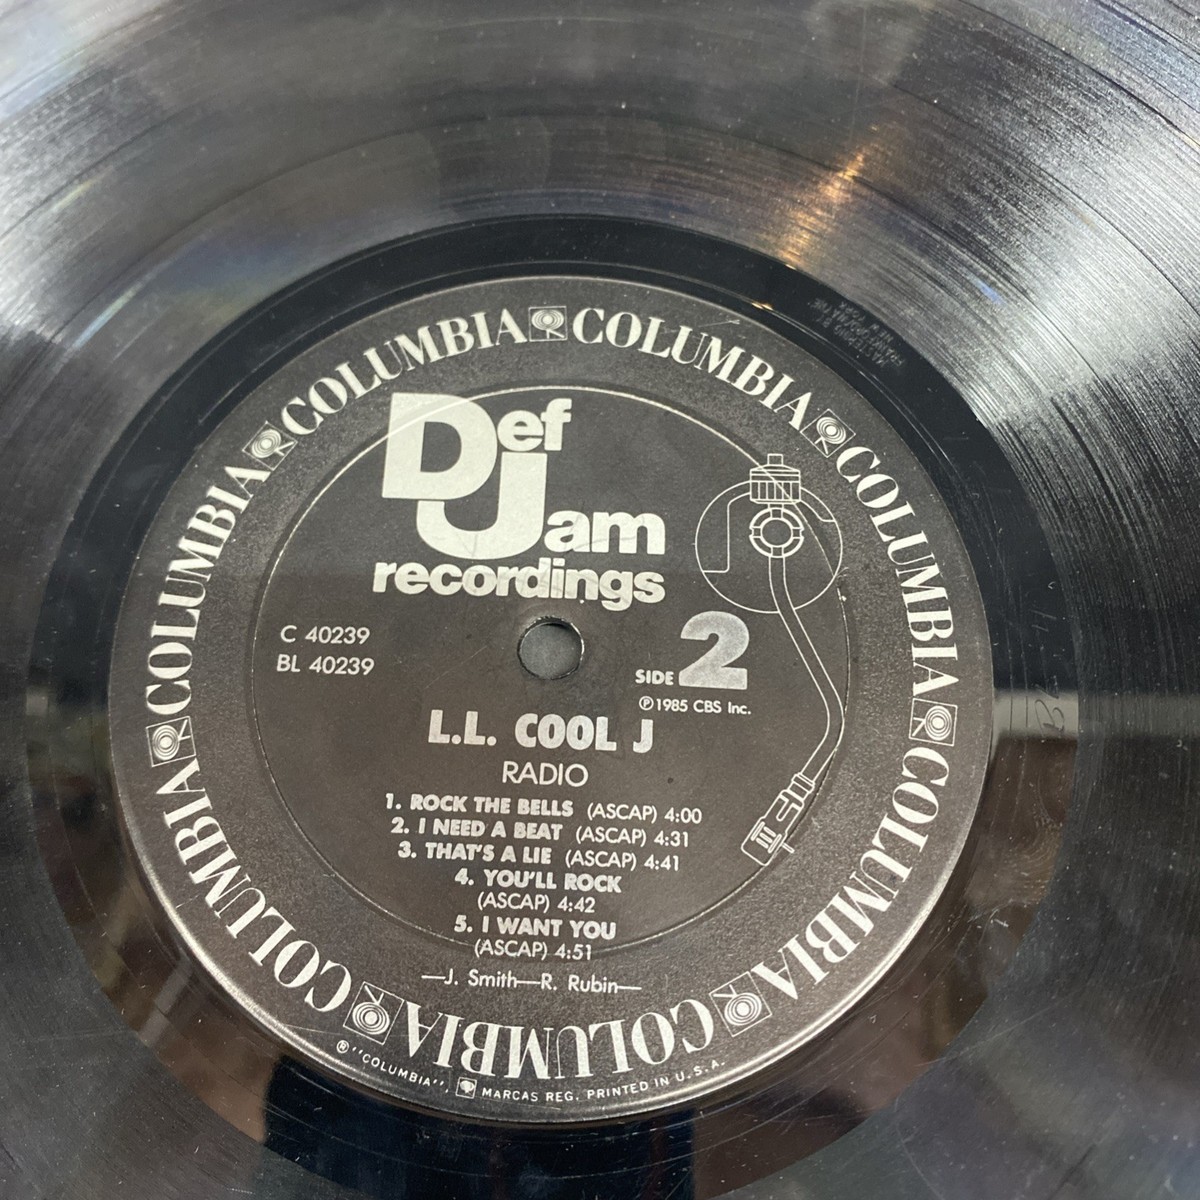 COLUMBIA COLUMBIA COLUMBIA COLUMBIA COLUMBIA COLUMBIA COLUMBIA COLUMBIA
Def
Jam
recordings
C 40239
BL 40239
SIDE 2
℗1985 CBS Inc.
L.L. COOL J
RADIO
1. ROCK THE BELLS (ASCAP) 4:00
2. I NEED A BEAT (ASCAP) 4:31
3. THAT'S A LIE (ASCAP) 4:41
4. YOU'LL ROCK
(ASCAP) 4:42
5. I WANT YOU
(ASCAP) 4:51
—J. Smith—R. Rubin—
® "COLUMBIA", MARCAS REG. PRINTED IN U.S.A.